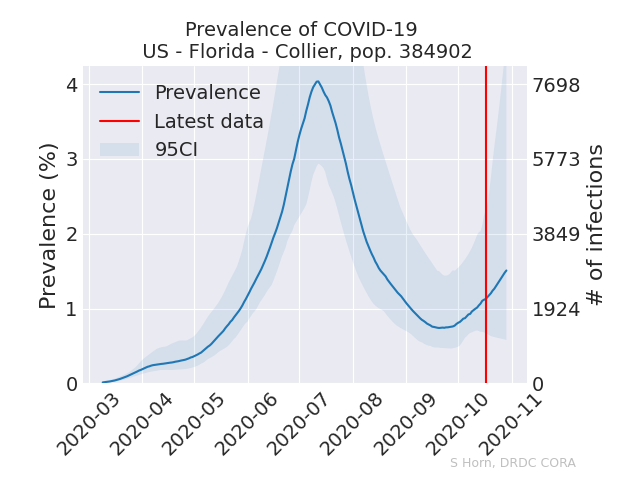 Prevalence of COVID-19
US - Florida - Collier, pop. 384902
Prevalence
Latest data
95CI
Prevalence (%)
4
3
2
1
0
7698
5773
3849
1924
0
# of infections
2020-03
2020-04
2020-05
2020-06
2020-07
2020-08
2020-09
2020-10
2020-11
S Horn, DRDC CORA